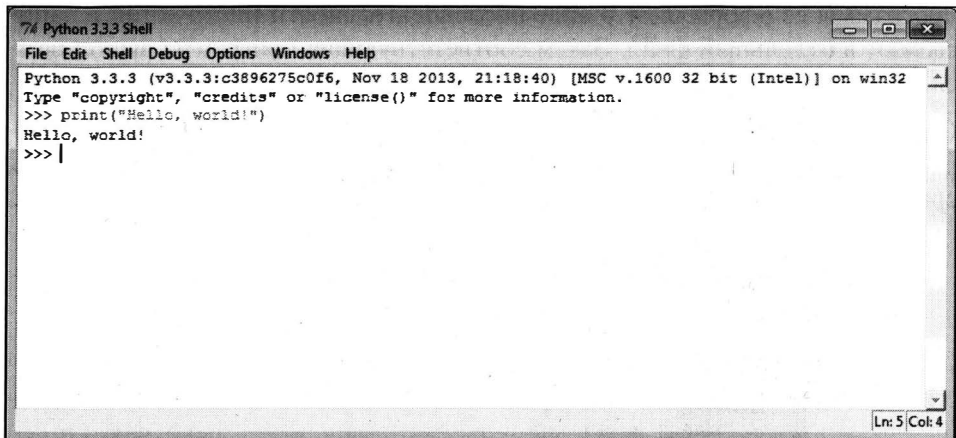 Python 3.3.3 Shell
File Edit Shell Debug Options Windows Help
Python 3.3.3 (v3.3.3:c3896275c0f6, Nov 18 2013, 21:18:40) [MSC v.1600 32 bit (Intel)] on win32
Type "copyright", "credits" or "license()" for more information.
>>> print("Hello, world!")
Hello, world!
>>>
Ln: 5 Col: 4